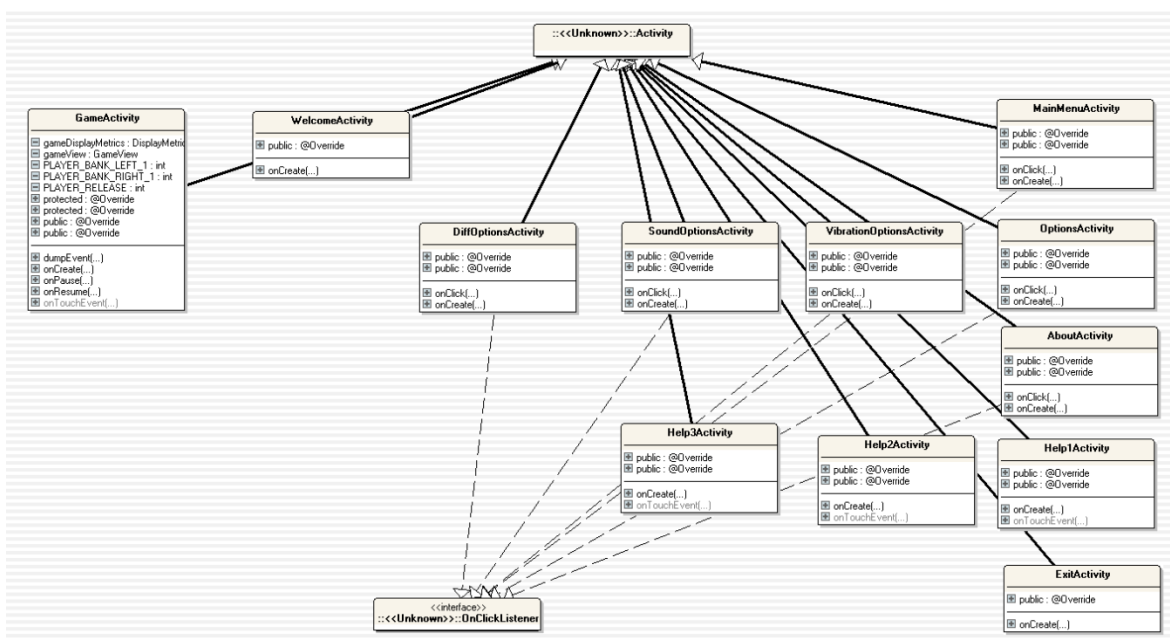 ::<<Unknown>>::Activity
GameActivity
gameDisplayMetrics : DisplayMetric
gameView : GameView
PLAYER_BANK_LEFT_1 : int
PLAYER_BANK_RIGHT_1 : int
PLAYER_RELEASE : int
protected : @Override
protected : @Override
public : @Override
public : @Override
dumpEvent(...)
onCreate(...)
onPause(...)
onResume(...)
onTouchEvent(...)
WelcomeActivity
public : @Override
onCreate(...)
MainMenuActivity
public : @Override
public : @Override
onClick(...)
onCreate(...)
DiffOptionsActivity
public : @Override
public : @Override
onClick(...)
onCreate(...)
SoundOptionsActivity
public : @Override
public : @Override
onClick(...)
onCreate(...)
VibrationOptionsActivity
public : @Override
public : @Override
onClick(...)
onCreate(...)
OptionsActivity
public : @Override
public : @Override
onClick(...)
onCreate(...)
AboutActivity
public : @Override
public : @Override
onClick(...)
onCreate(...)
Help3Activity
public : @Override
public : @Override
onCreate(...)
onTouchEvent(...)
Help2Activity
public : @Override
public : @Override
onCreate(...)
onTouchEvent(...)
Help1Activity
public : @Override
public : @Override
onCreate(...)
onTouchEvent(...)
ExitActivity
public : @Override
onCreate(...)
<<interface>>
::<<Unknown>>::OnClickListener